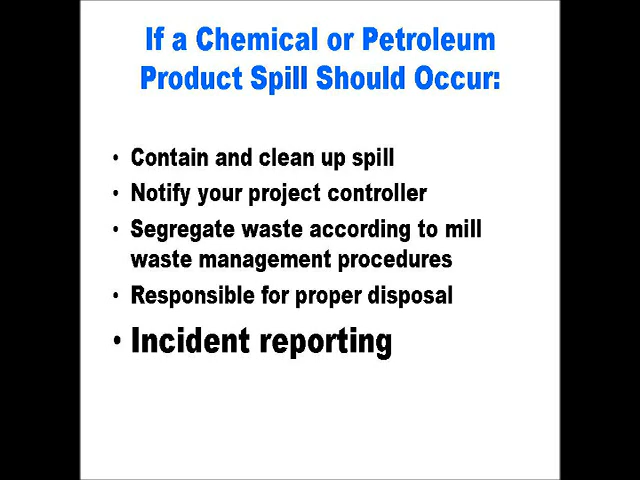 If a Chemical or Petroleum
Product Spill Should Occur:
• Contain and clean up spill
• Notify your project controller
• Segregate waste according to mill
waste management procedures
• Responsible for proper disposal
• Incident reporting